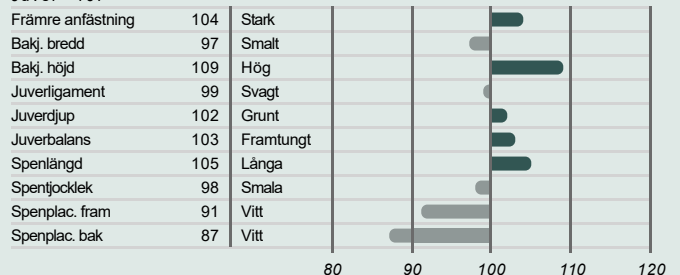 Främre anfästning 104 Stark
Bakj. bredd 97 Smalt
Bakj. höjd 109 Hög
Juverligament 99 Svagt
Juverdjup 102 Grunt
Juverbalans 103 Framtungt
Spenlängd 105 Långa
Spentjocklek 98 Smala
Spenplac. fram 91 Vitt
Spenplac. bak 87 Vitt
80 90 100 110 120